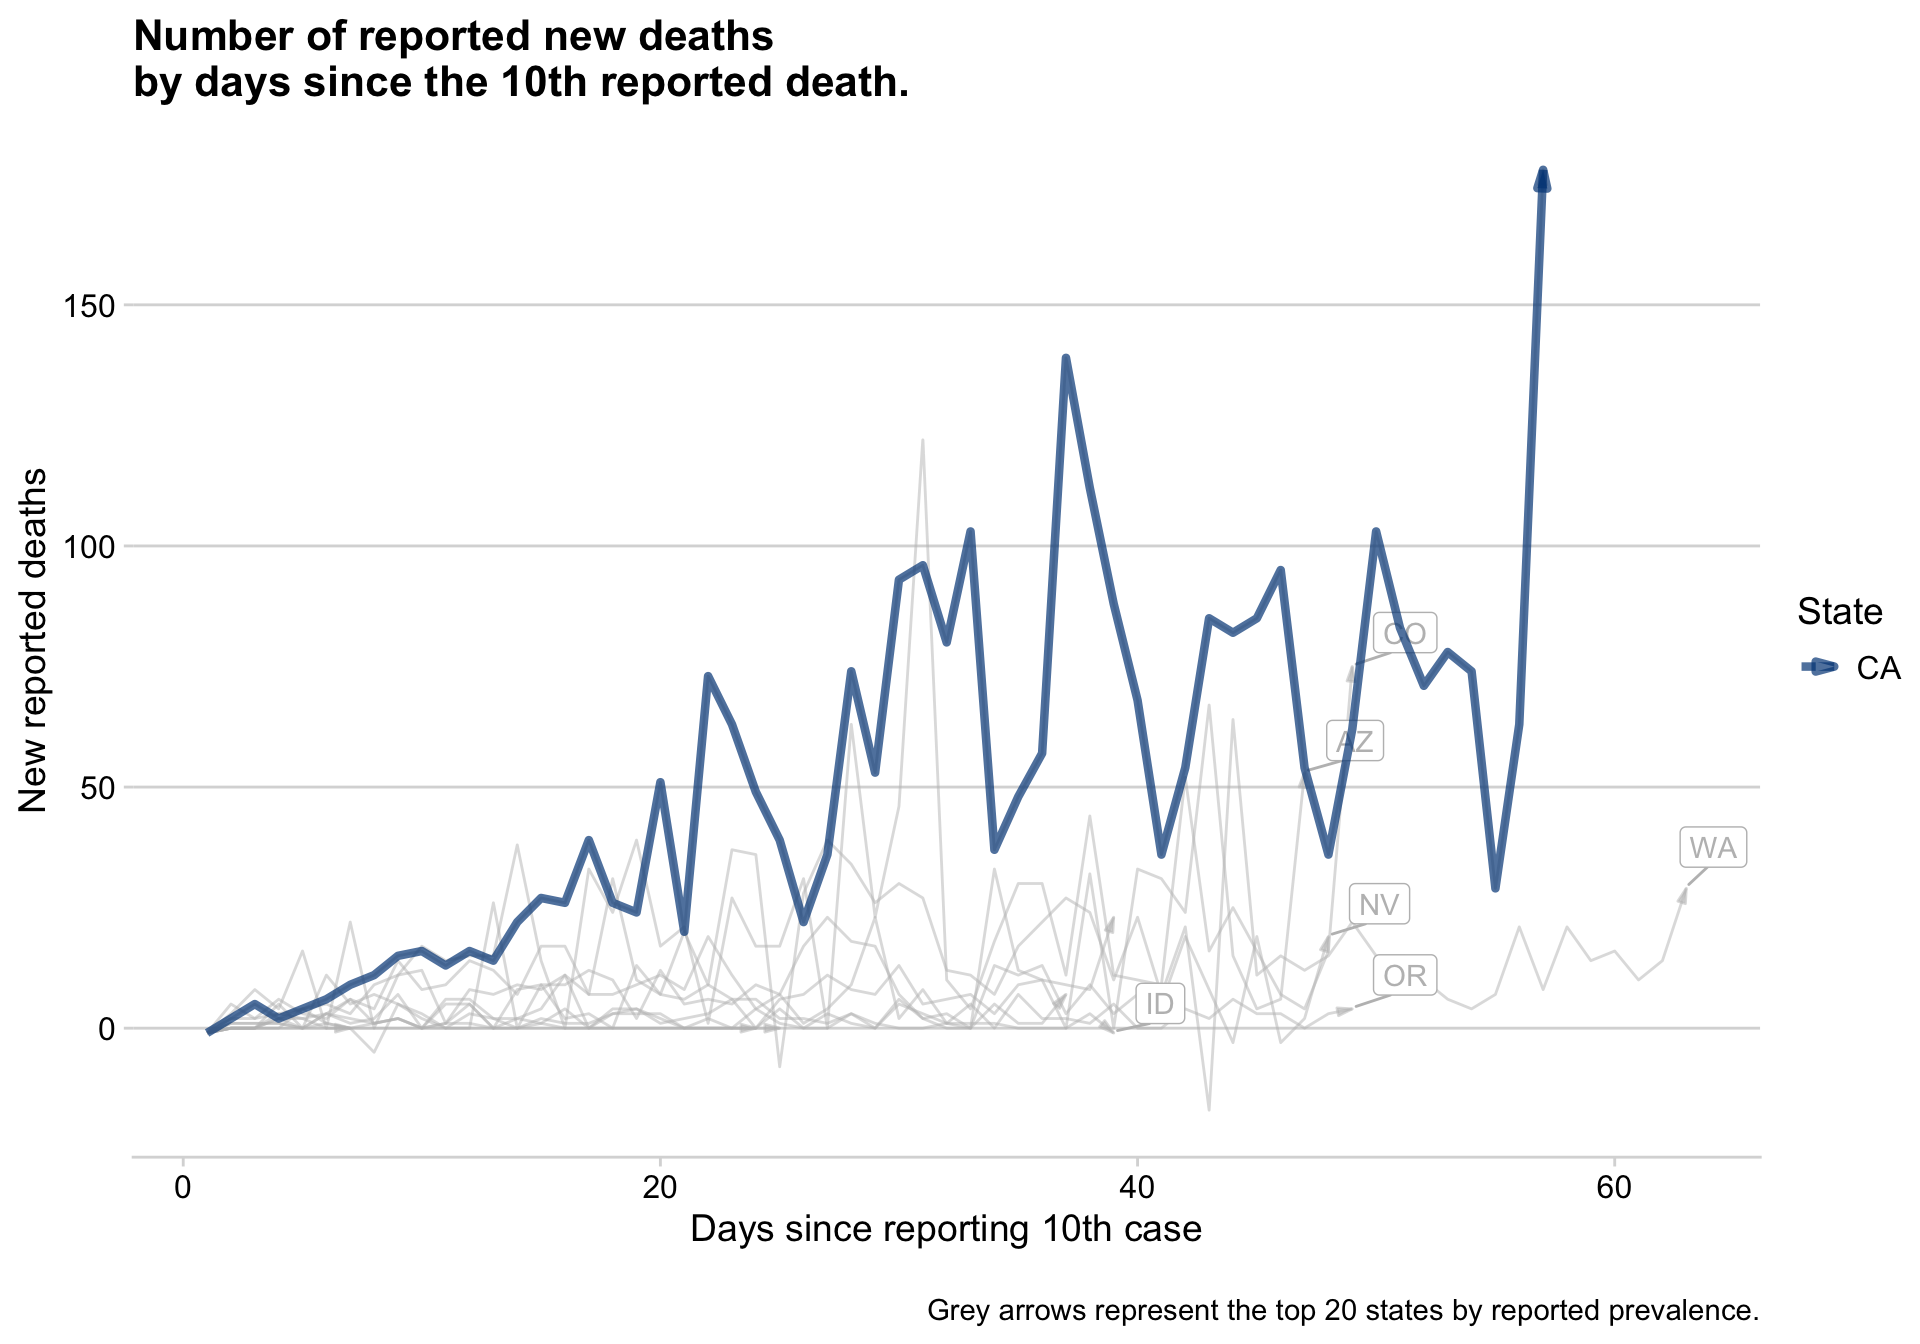 Number of reported new deaths
by days since the 10th reported death.
New reported deaths
150
100
50
0
CO
AZ
WA
NV
OR
ID
State
CA
0
20
40
60
Days since reporting 10th case
Grey arrows represent the top 20 states by reported prevalence.